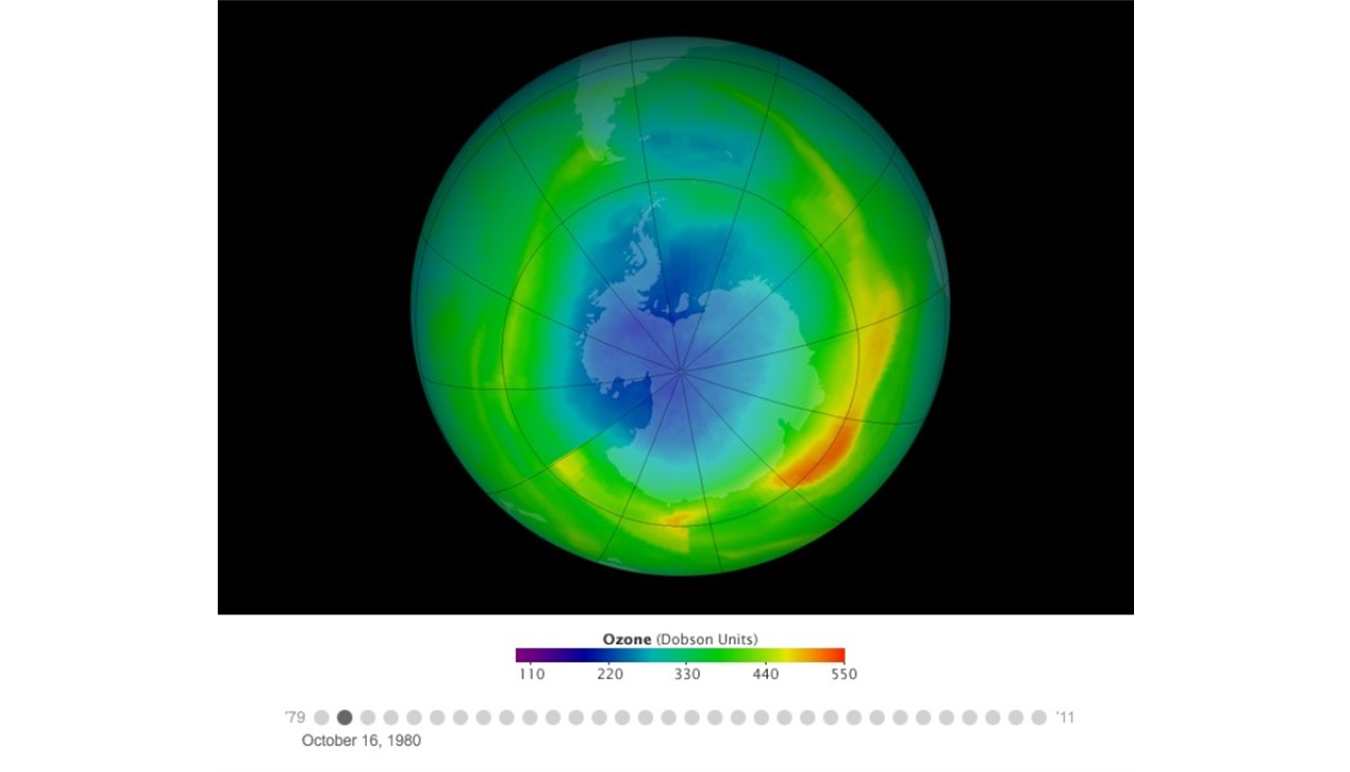 Ozone (Dobson Units)
110 220 330 440 550
'79 '11
October 16, 1980